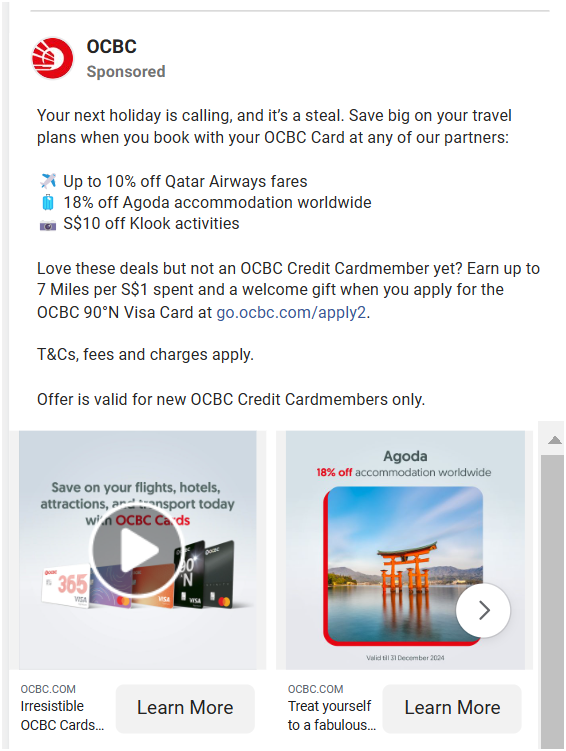 OCBC
Sponsored
Your next holiday is calling, and it's a steal. Save big on your travel
plans when you book with your OCBC Card at any of our partners:
Up to 10% off Qatar Airways fares
18% off Agoda accommodation worldwide
S$10 off Klook activities
Love these deals but not an OCBC Credit Cardmember yet? Earn up to
7 Miles per S$1 spent and a welcome gift when you apply for the
OCBC 90°N Visa Card at go.ocbc.com/apply2.
T&Cs, fees and charges apply.
Offer is valid for new OCBC Credit Cardmembers only.
Save on your flights, hotels,
attractions, and transport today
with OCBC Cards
OCBC
365
VISA
VISA
90°
N
VISA
Agoda
18% off accommodation worldwide
Valid till 31 December 2024
OCBC.COM
Irresistible
OCBC Cards...
Learn More
OCBC.COM
Treat yourself
to a fabulous...
Learn More